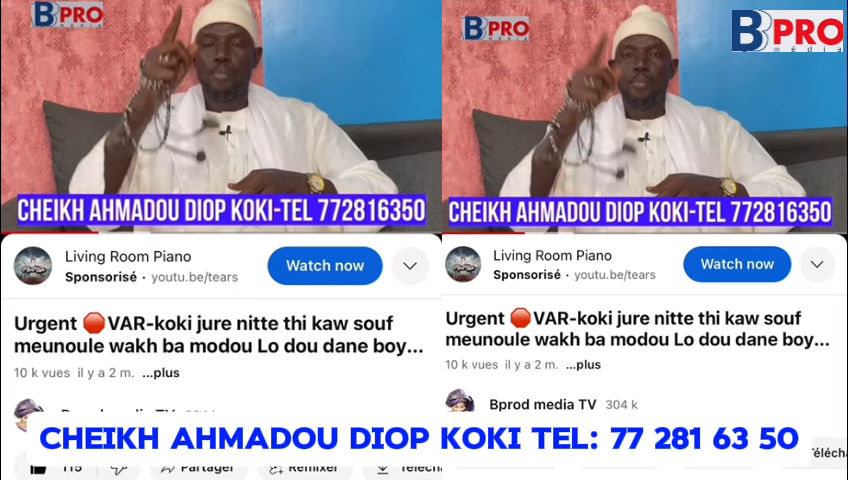 BPRO
MÉDIA
BPRO
MÉDIA
BPRO
média
CHEIKH AHMADOU DIOP KOKI-TEL 772816350
CHEIKH AHMADOU DIOP KOKI-TEL 772816350
Living Room Piano
Sponsorisé · youtu.be/tears
Watch now
Living Room Piano
Sponsorisé · youtu.be/tears
Watch now
Urgent 🛑VAR-koki jure nitte thi kaw souf
meunoule wakh ba modou Lo dou dane boy...
10 k vues il y a 2 m. ...plus
Urgent 🛑VAR-koki jure nitte thi kaw souf
meunoule wakh ba modou Lo dou dane boy...
10 k vues il y a 2 m. ...plus
Bprod media TV 304 k
CHEIKH AHMADOU DIOP KOKI TEL: 77 281 63 50
115 Partager Remixer Télécha
Téléch